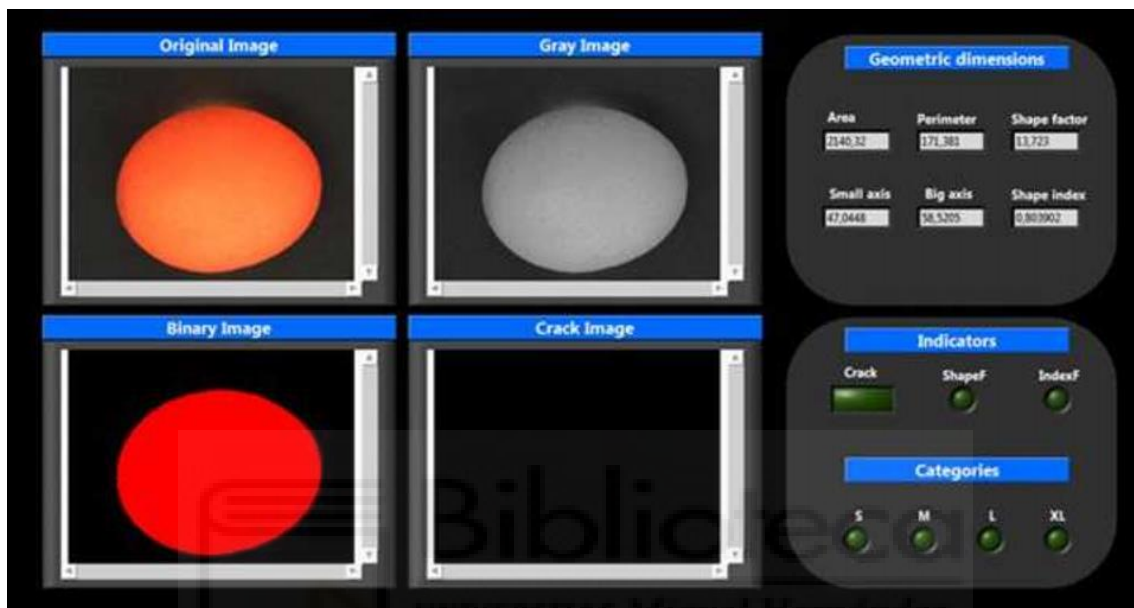 Original Image
Gray Image
Geometric dimensions
Area
Perimeter
Shape factor
2140,32
171,381
13,723
Small axis
Big axis
Shape index
47,0448
58,5205
0,803902
Binary Image
Crack Image
Indicators
Crack
ShapeF
IndexF
Categories
S
M
L
XL
Biblioteca